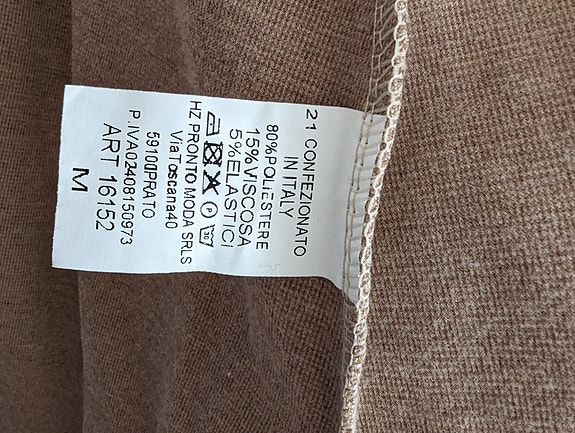 21 CONFEZIONATO
IN ITALY
80%POLIESTERE
15%VISCOSA
5%ELASTICI
30 P
HZ PRONTO MODA SRLS
ViaToscana40
59100PRATO
P.IVA02408150973
ART 16152
M